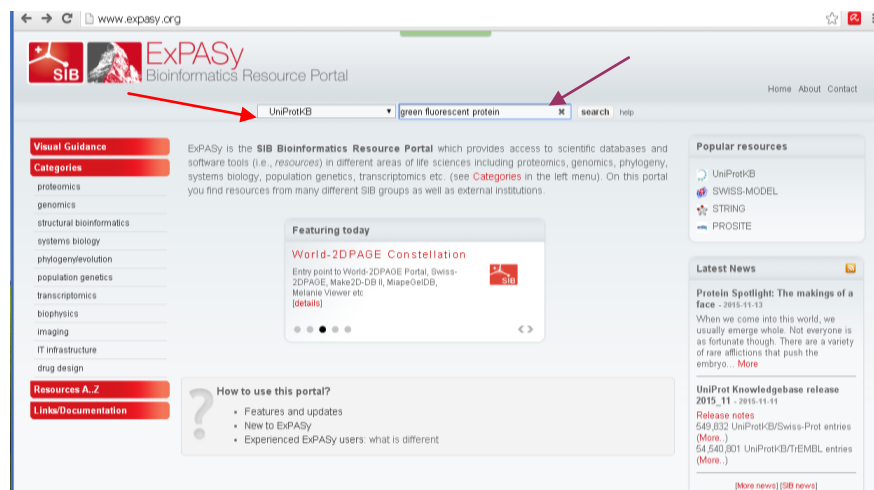 www.expasy.org
SIB
ExPASy
Bioinformatics Resource Portal
Home About Contact
UniProtKB
green fluorescent protein
search help
Visual Guidance
Categories
proteomics
genomics
structural bioinformatics
systems biology
phylogeny/evolution
population genetics
transcriptomics
biophysics
imaging
IT infrastructure
drug design
Resources A..Z
Links/Documentation
ExPASy is the SIB Bioinformatics Resource Portal which provides access to scientific databases and
software tools (i.e., resources) in different areas of life sciences including proteomics, genomics, phylogeny,
systems biology, population genetics, transcriptomics etc. (see Categories in the left menu). On this portal
you find resources from many different SIB groups as well as external institutions.
Featuring today
World-2DPAGE Constellation
Entry point to World-2DPAGE Portal, Swiss-
2DPAGE, Make2D-DB II, MiapeGelDB,
Melanie Viewer etc
[details]
SIB
How to use this portal?
• Features and updates
• New to ExPASy
• Experienced ExPASy users: what is different
Popular resources
UniProtKB
SWISS-MODEL
STRING
PROSITE
Latest News
Protein Spotlight: The makings of a
face - 2015-11-13
When we come into this world, we
usually emerge whole. Not everyone is
as fortunate though. There are a variety
of rare afflictions that push the
embryo... More
UniProt Knowledgebase release
2015_11 - 2015-11-11
Release notes
549,832 UniProtKB/Swiss-Prot entries
(More..)
54,540,801 UniProtKB/TrEMBL entries
(More..)
[More news] [SIB news]